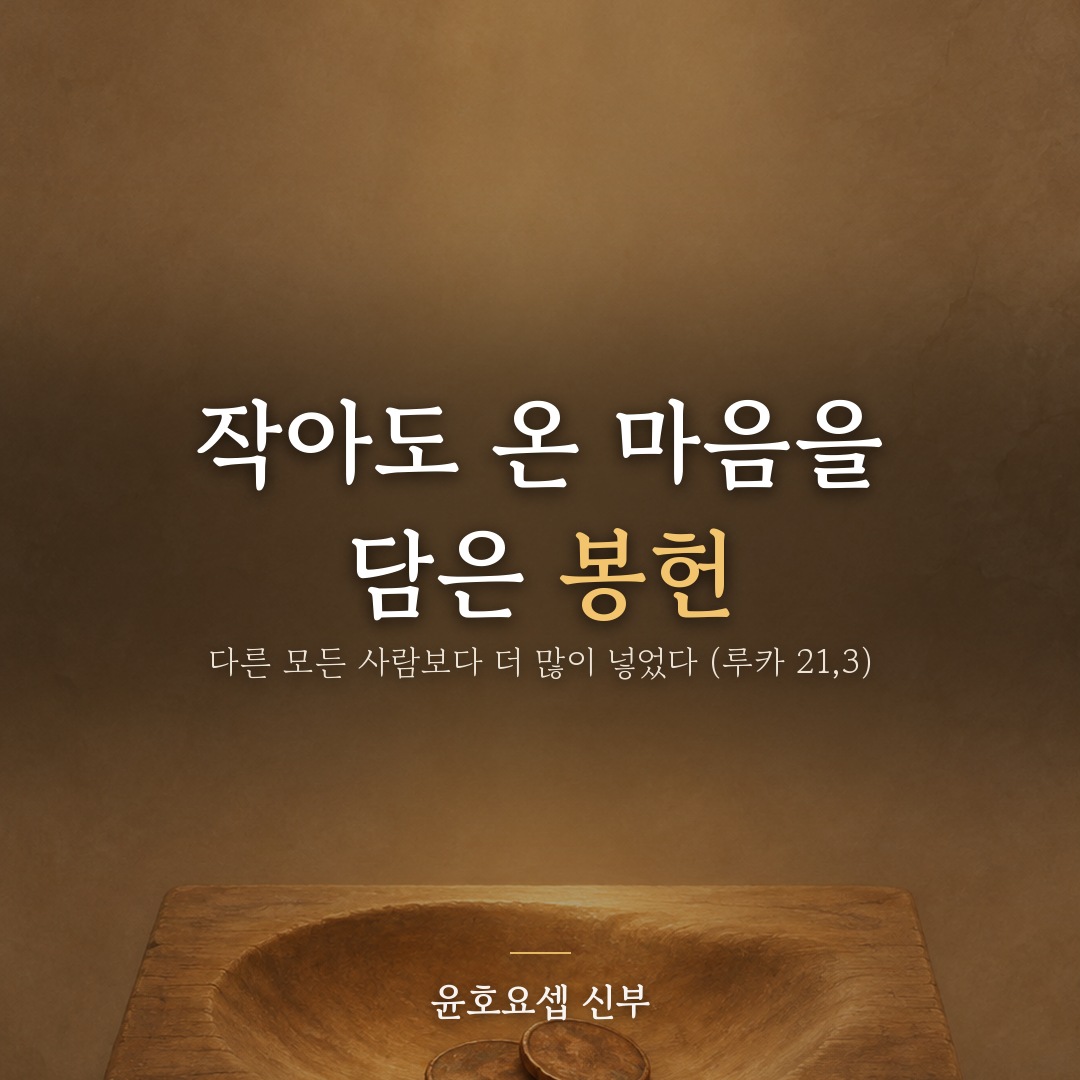 작아도 온 마음을
담은 봉헌
다른 모든 사람보다 더 많이 넣었다 (루카 21,3)
윤호요셉 신부